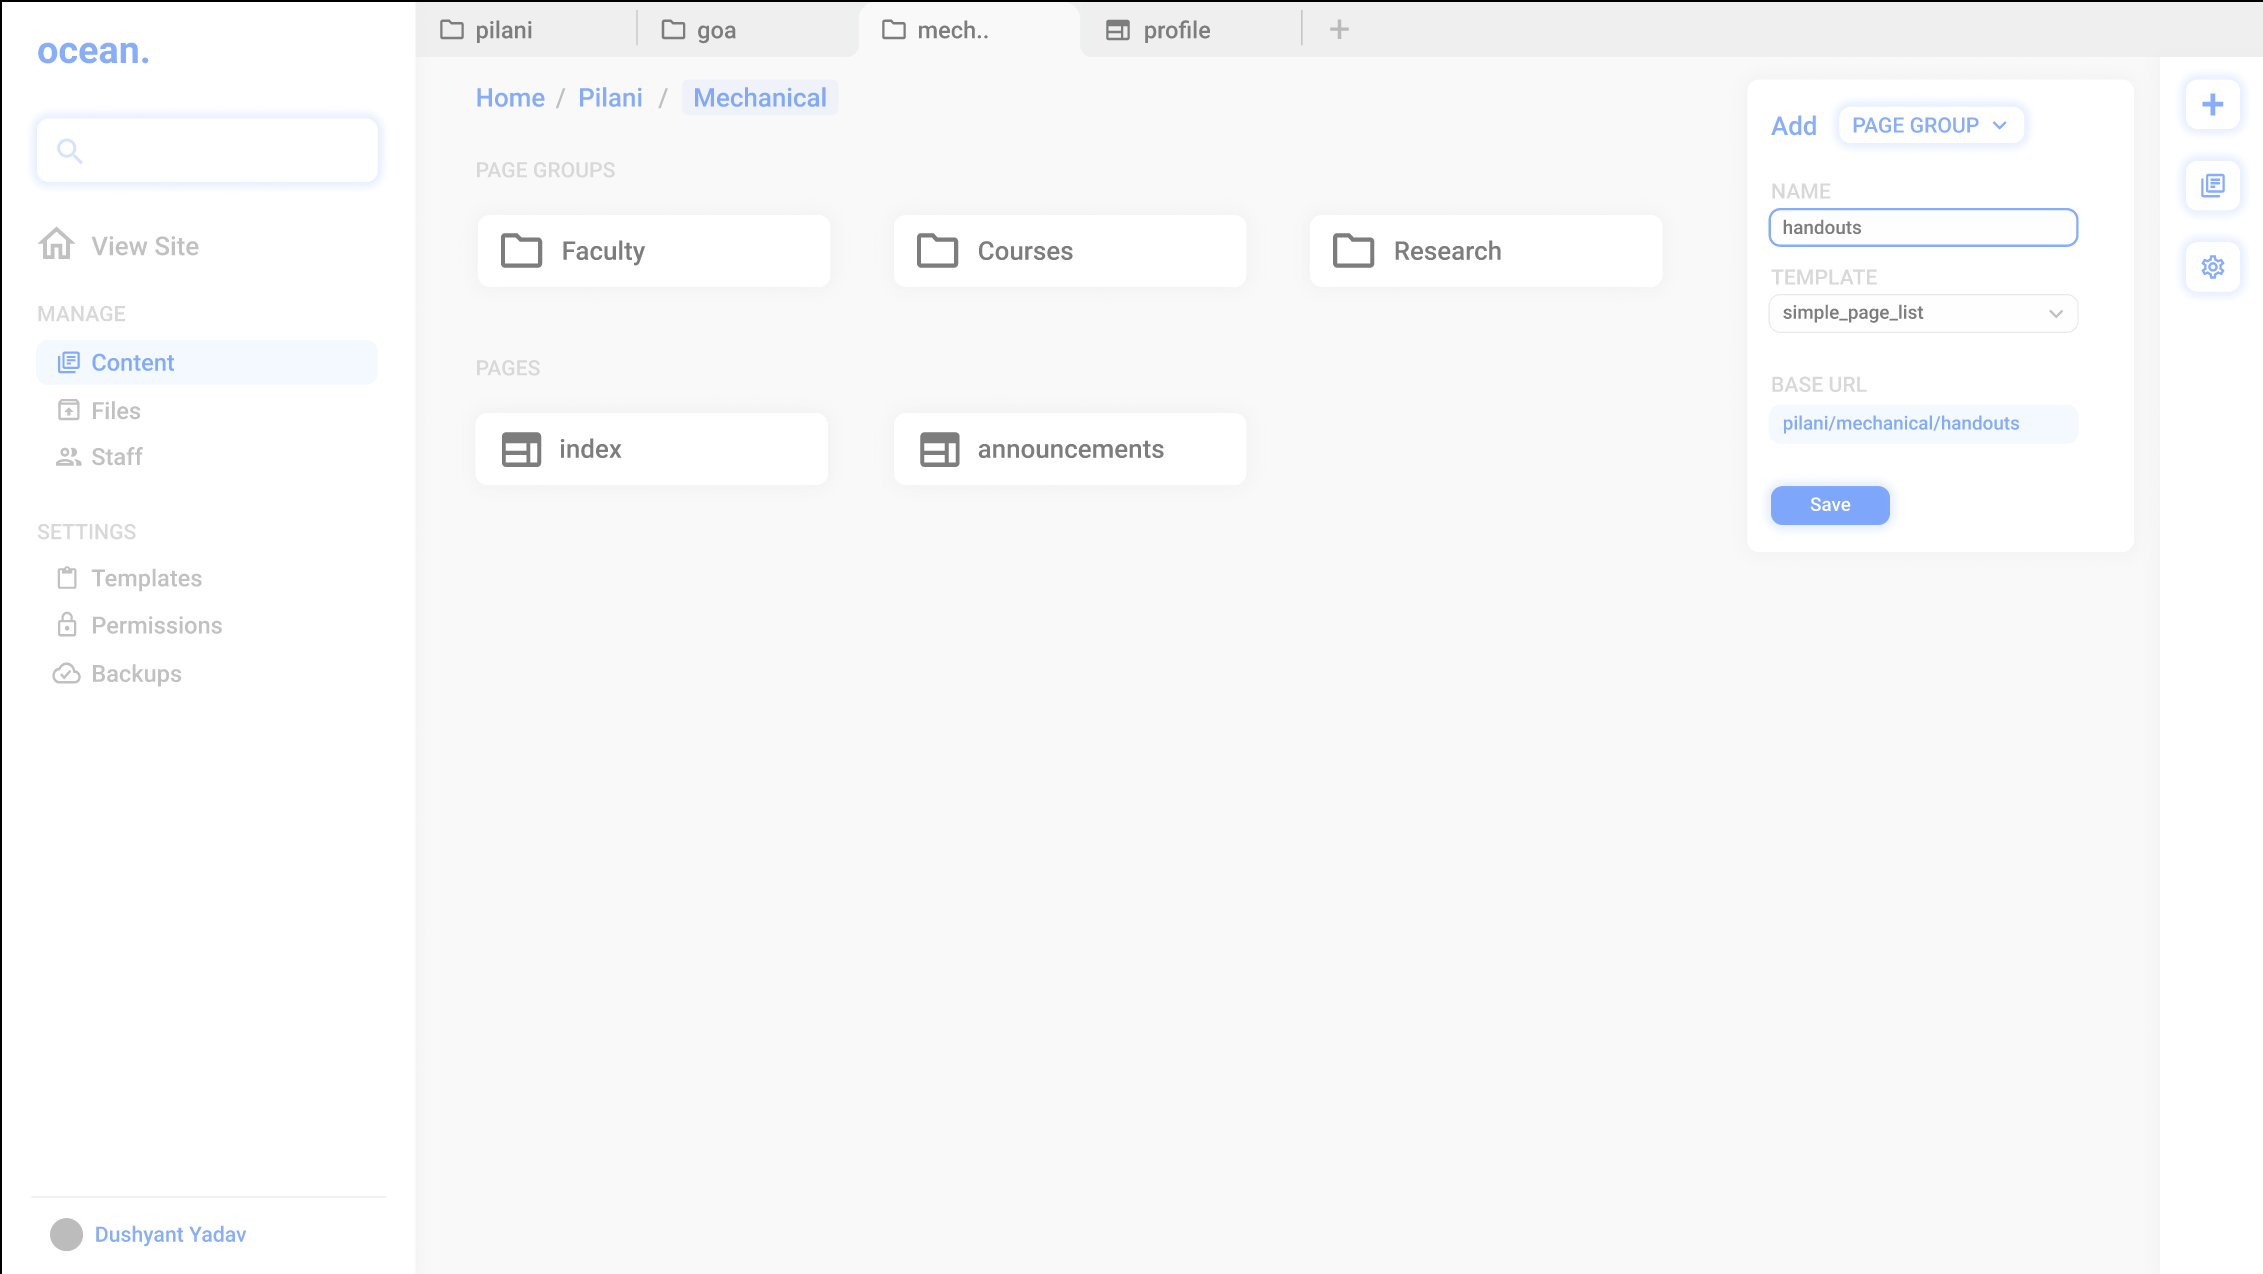 ocean.
View Site
MANAGE
Content
Files
Staff
SETTINGS
Templates
Permissions
Backups
Dushyant Yadav
pilani
goa
mech..
profile
Home / Pilani / Mechanical
PAGE GROUPS
Faculty
Courses
Research
PAGES
index
announcements
Add PAGE GROUP
NAME
handouts
TEMPLATE
simple_page_list
BASE URL
pilani/mechanical/handouts
Save